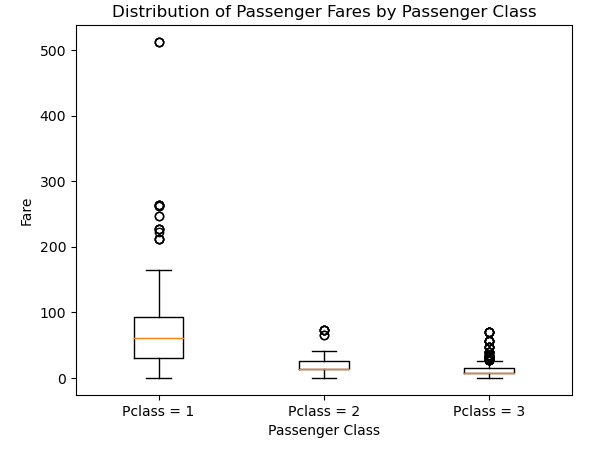 Distribution of Passenger Fares by Passenger Class
500
400
300
200
100
0
Fare
Pclass = 1 Pclass = 2 Pclass = 3
Passenger Class